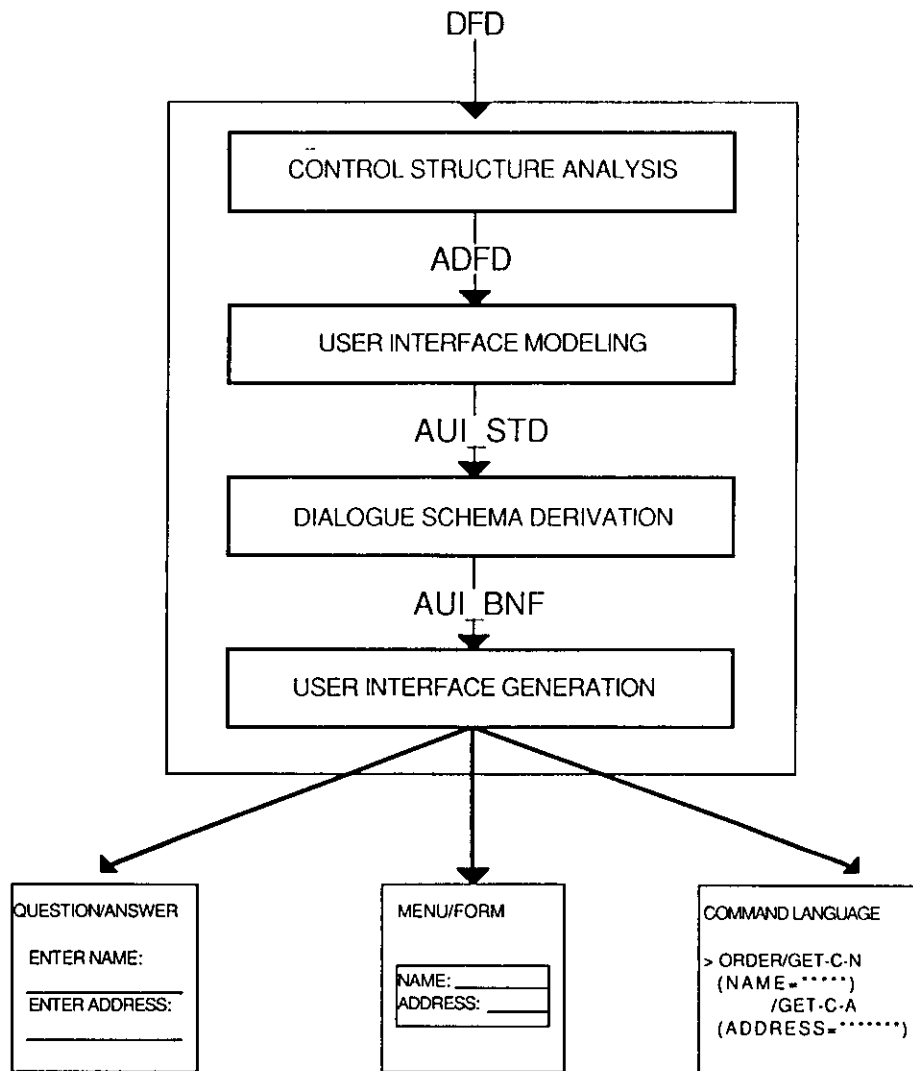 DFD
CONTROL STRUCTURE ANALYSIS
ADFD
USER INTERFACE MODELING
AUI_STD
DIALOGUE SCHEMA DERIVATION
AUI_BNF
USER INTERFACE GENERATION
QUESTION/ANSWER
ENTER NAME:
ENTER ADDRESS:
MENU/FORM
NAME:
ADDRESS:
COMMAND LANGUAGE
> ORDER/GET-C-N
(NAME=*****)
/GET-C-A
(ADDRESS=*******)